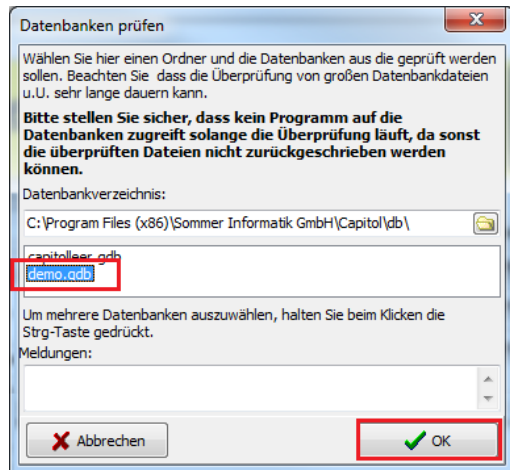 Datenbanken prüfen
Wählen Sie hier einen Ordner und die Datenbanken aus die geprüft werden
sollen. Beachten Sie dass die Überprüfung von großen Datenbankdateien
u.U. sehr lange dauern kann.
Bitte stellen Sie sicher, dass kein Programm auf die
Datenbanken zugreift solange die Überprüfung läuft, da sonst
die überprüften Dateien nicht zurückgeschrieben werden
können.
Datenbankverzeichnis:
C:\Program Files (x86)\Sommer Informatik GmbH\Capitol\db\
capitolleer.gdb
demo.gdb
Um mehrere Datenbanken auszuwählen, halten Sie beim Klicken die
Strg-Taste gedrückt.
Meldungen:
Abbrechen
OK